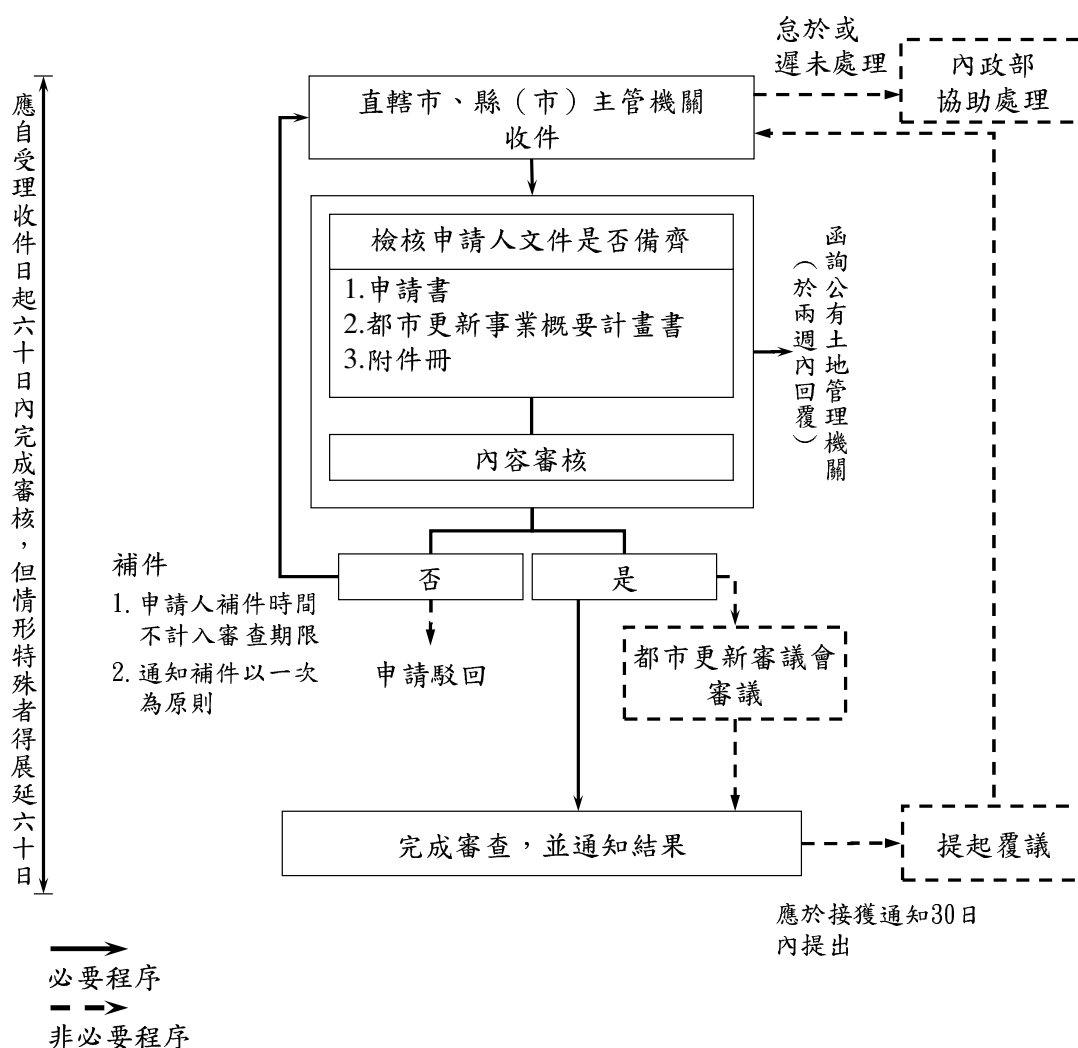 怠於或
遲未處理
內政部
協助處理
直轄市、縣（市）主管機關
收件
應自受理收件日起六十日內完成審核，但情形特殊者得展延六十日
檢核申請人文件是否備齊
1.申請書
2.都市更新事業概要計畫書
3.附件冊
函詢公有土地管理機關
（於兩週內回覆）
內容審核
否
是
補件
1. 申請人補件時間
不計入審查期限
2. 通知補件以一次
為原則
申請駁回
都市更新審議會
審議
完成審查，並通知結果
提起覆議
應於接獲通知30日
內提出
必要程序
非必要程序